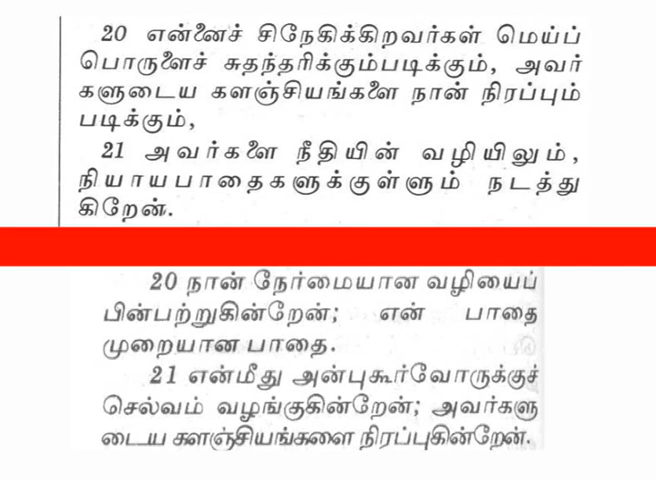 20 என்னைச் சிநேகிக்கிறவர்கள் மெய்ப்
பொருளைச் சுதந்தரிக்கும்படிக்கும், அவர்
களுடைய களஞ்சியங்களை நான் நிரப்பும்
படிக்கும்,
21 அவர்களை நீதியின் வழியிலும்,
நியாயபாதைகளுக்குள்ளும் நடத்து
கிறேன்.
20 நான் நேர்மையான வழியைப்
பின்பற்றுகின்றேன்; என் பாதை
முறையான பாதை.
21 என்மீது அன்புகூர்வோருக்குச்
செல்வம் வழங்குகின்றேன்; அவர்களு
டைய களஞ்சியங்களை நிரப்புகின்றேன்.